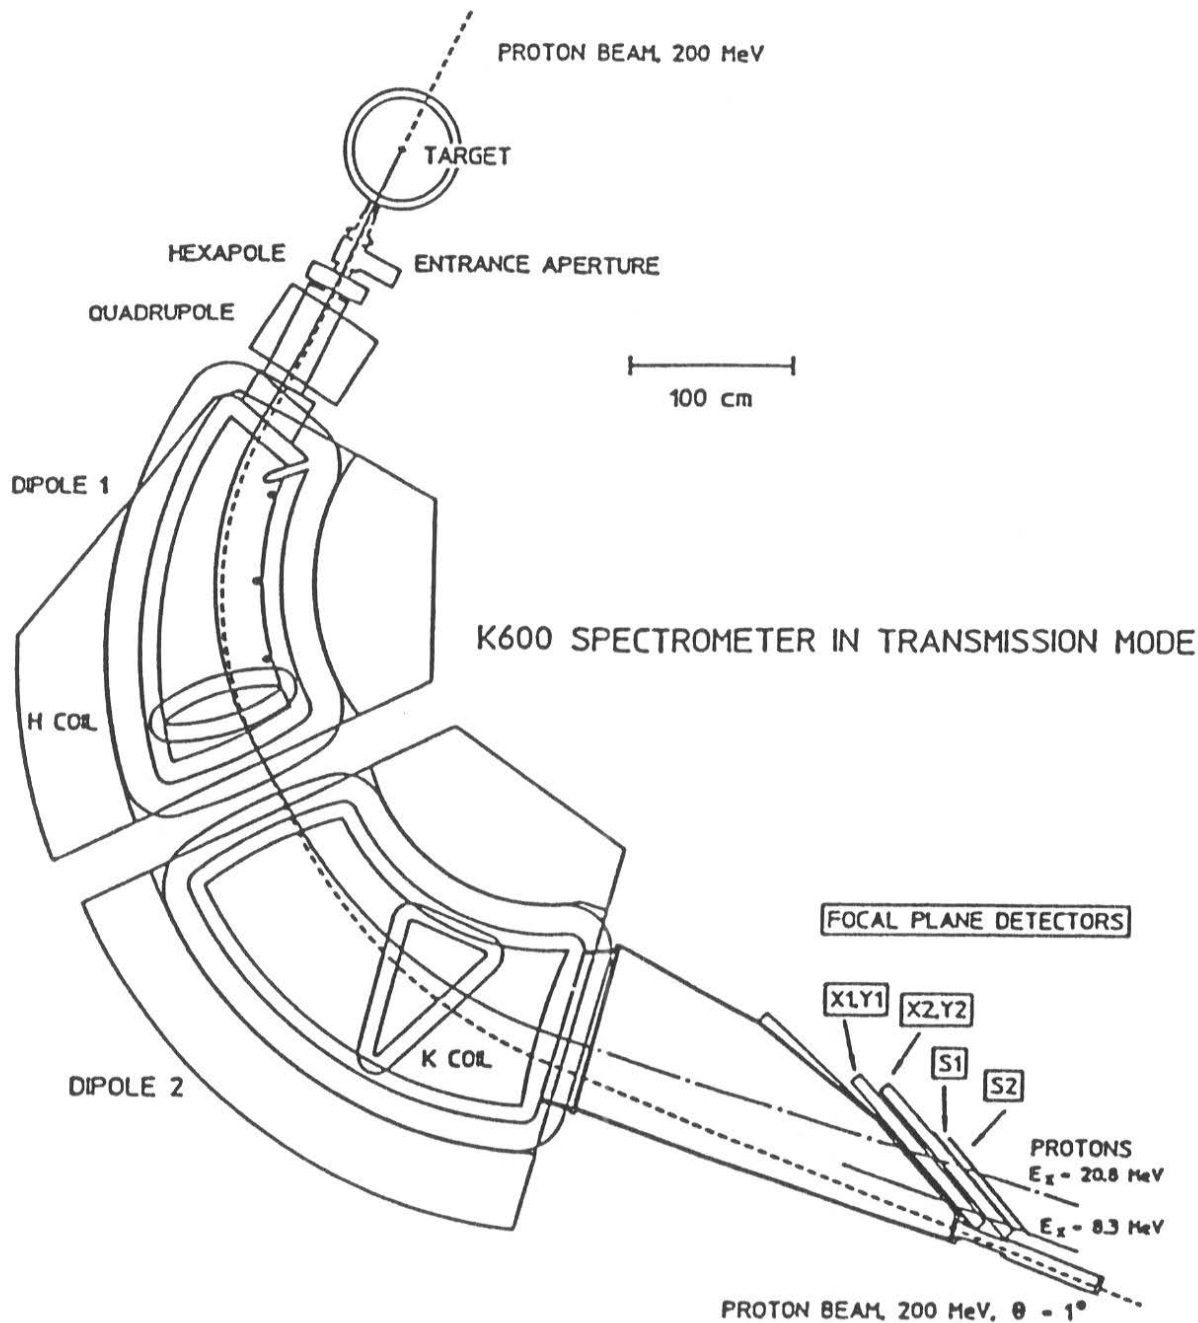 PROTON BEAM, 200 MeV
TARGET
HEXAPOLE
ENTRANCE APERTURE
QUADRUPOLE
100 cm
DIPOLE 1
K600 SPECTROMETER IN TRANSMISSION MODE
H COIL
FOCAL PLANE DETECTORS
X1,Y1
X2,Y2
K COIL
S1
S2
DIPOLE 2
PROTONS
Ex - 20.8 MeV
Ex - 8.3 MeV
PROTON BEAM, 200 MeV, θ - 1°